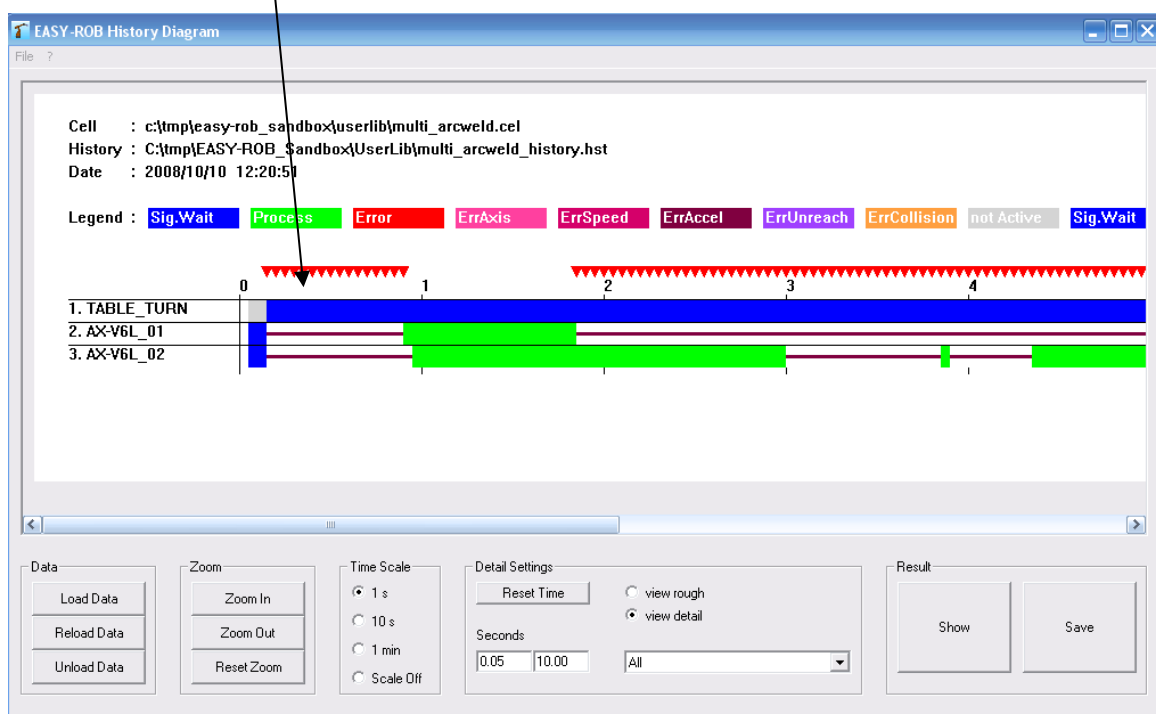 EASY-ROB History Diagram
File ?
Cell : c:\tmp\easy-rob_sandbox\userlib\multi_arcweld.cel
History : C:\tmp\EASY-ROB_Sandbox\UserLib\multi_arcweld_history.hst
Date : 2008/10/10 12:20:51
Legend : Sig.Wait Process Error ErrAxis ErrSpeed ErrAccel ErrUnreach ErrCollision not Active Sig.Wait
0 1 2 3 4
1. TABLE_TURN
2. AX-V6L_01
3. AX-V6L_02
Data Zoom Time Scale Detail Settings Result
Load Data Zoom In 1 s Reset Time view rough
Reload Data Zoom Out 10 s Seconds view detail Show Save
Unload Data Reset Zoom 1 min 0.05 10.00 All
Scale Off